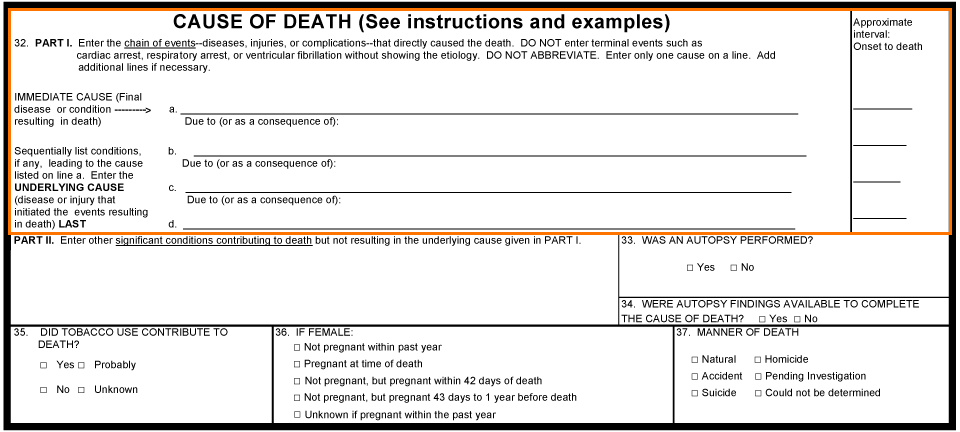 CAUSE OF DEATH (See instructions and examples)
32. PART I. Enter the chain of events--diseases, injuries, or complications--that directly caused the death. DO NOT enter terminal events such as
cardiac arrest, respiratory arrest, or ventricular fibrillation without showing the etiology. DO NOT ABBREVIATE. Enter only one cause on a line. Add
additional lines if necessary.
Approximate
interval:
Onset to death
IMMEDIATE CAUSE (Final
disease or condition --------->
resulting in death)
a.
Due to (or as a consequence of):
Sequentially list conditions,
if any, leading to the cause
listed on line a. Enter the
UNDERLYING CAUSE
(disease or injury that
initiated the events resulting
in death) LAST
b.
Due to (or as a consequence of):
c.
Due to (or as a consequence of):
d.
PART II. Enter other significant conditions contributing to death but not resulting in the underlying cause given in PART I.
33. WAS AN AUTOPSY PERFORMED?
□ Yes □ No
34. WERE AUTOPSY FINDINGS AVAILABLE TO COMPLETE
THE CAUSE OF DEATH? □ Yes □ No
35. DID TOBACCO USE CONTRIBUTE TO
DEATH?
□ Yes □ Probably
□ No □ Unknown
36. IF FEMALE:
□ Not pregnant within past year
□ Pregnant at time of death
□ Not pregnant, but pregnant within 42 days of death
□ Not pregnant, but pregnant 43 days to 1 year before death
□ Unknown if pregnant within the past year
37. MANNER OF DEATH
□ Natural □ Homicide
□ Accident □ Pending Investigation
□ Suicide □ Could not be determined